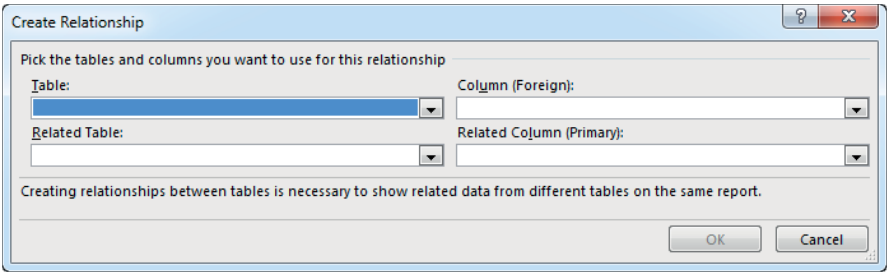 Create Relationship
?
Pick the tables and columns you want to use for this relationship
Table:
Column (Foreign):
Related Table:
Related Column (Primary):
Creating relationships between tables is necessary to show related data from different tables on the same report.
OK
Cancel